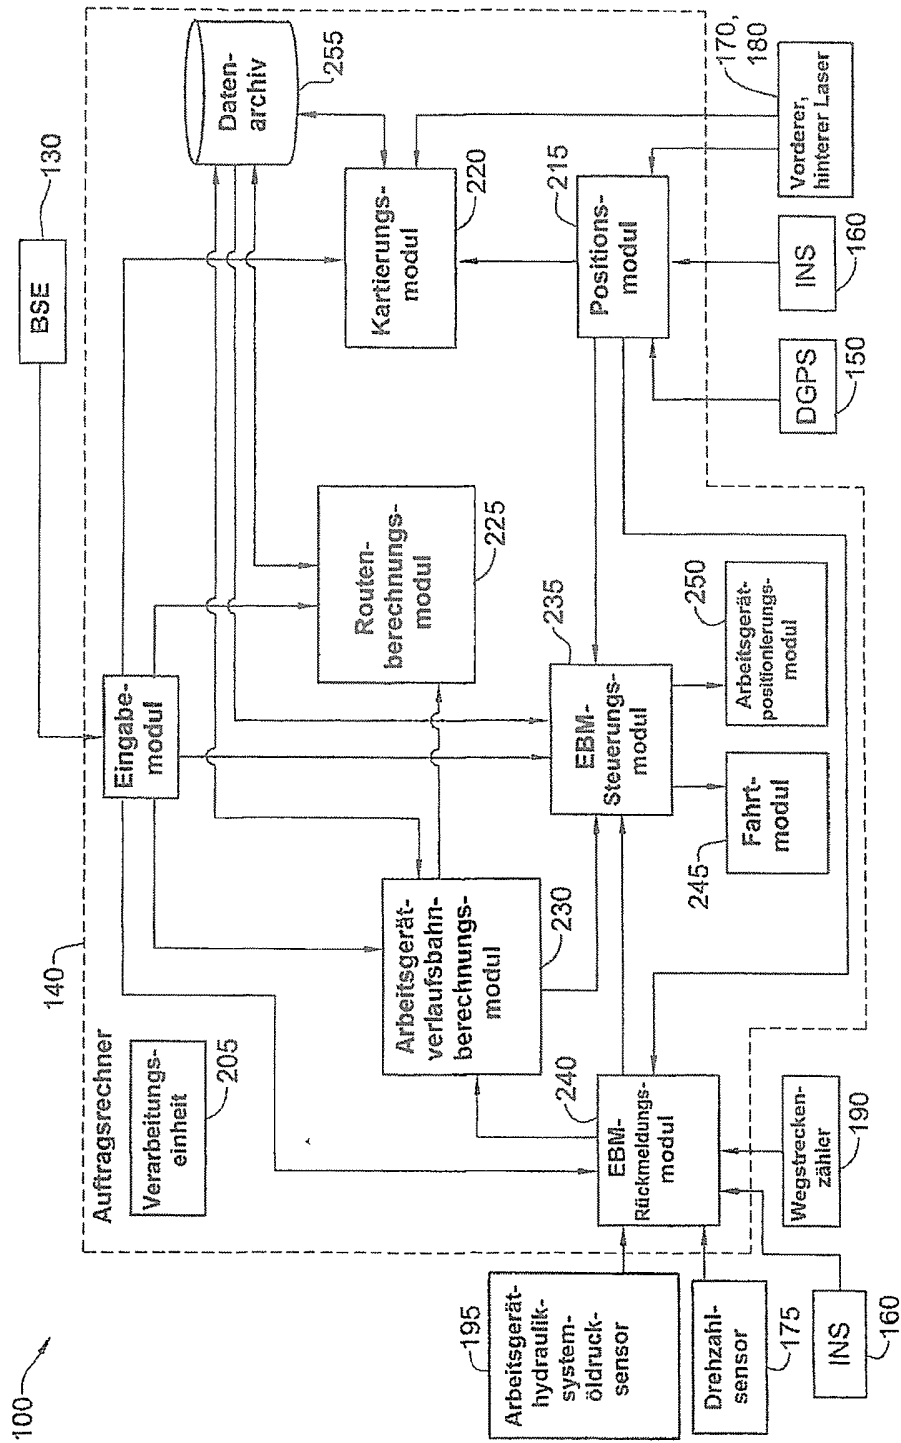 100
140
Auftragsrechner
Verarbeitungs-
einheit
205
BSE
130
Eingabe-
modul
Daten-
archiv
255
Kartierungs-
modul
220
Routen-
berechnungs-
modul
225
Arbeitsgerät-
verlaufsbahn-
berechnungs-
modul
230
Positions-
modul
215
EBM-
Steuerungs-
modul
235
EBM-
Rückmeldungs-
modul
240
Fahrt-
modul
245
Arbeitsgerät-
positionierungs-
modul
250
Arbeitsgerät-
hydraulik-
system-
öldruck-
sensor
195
Drehzahl-
sensor
175
INS
160
Wegstrecken-
zähler
190
DGPS
150
INS
160
Vorderer,
hinterer Laser
170,
180